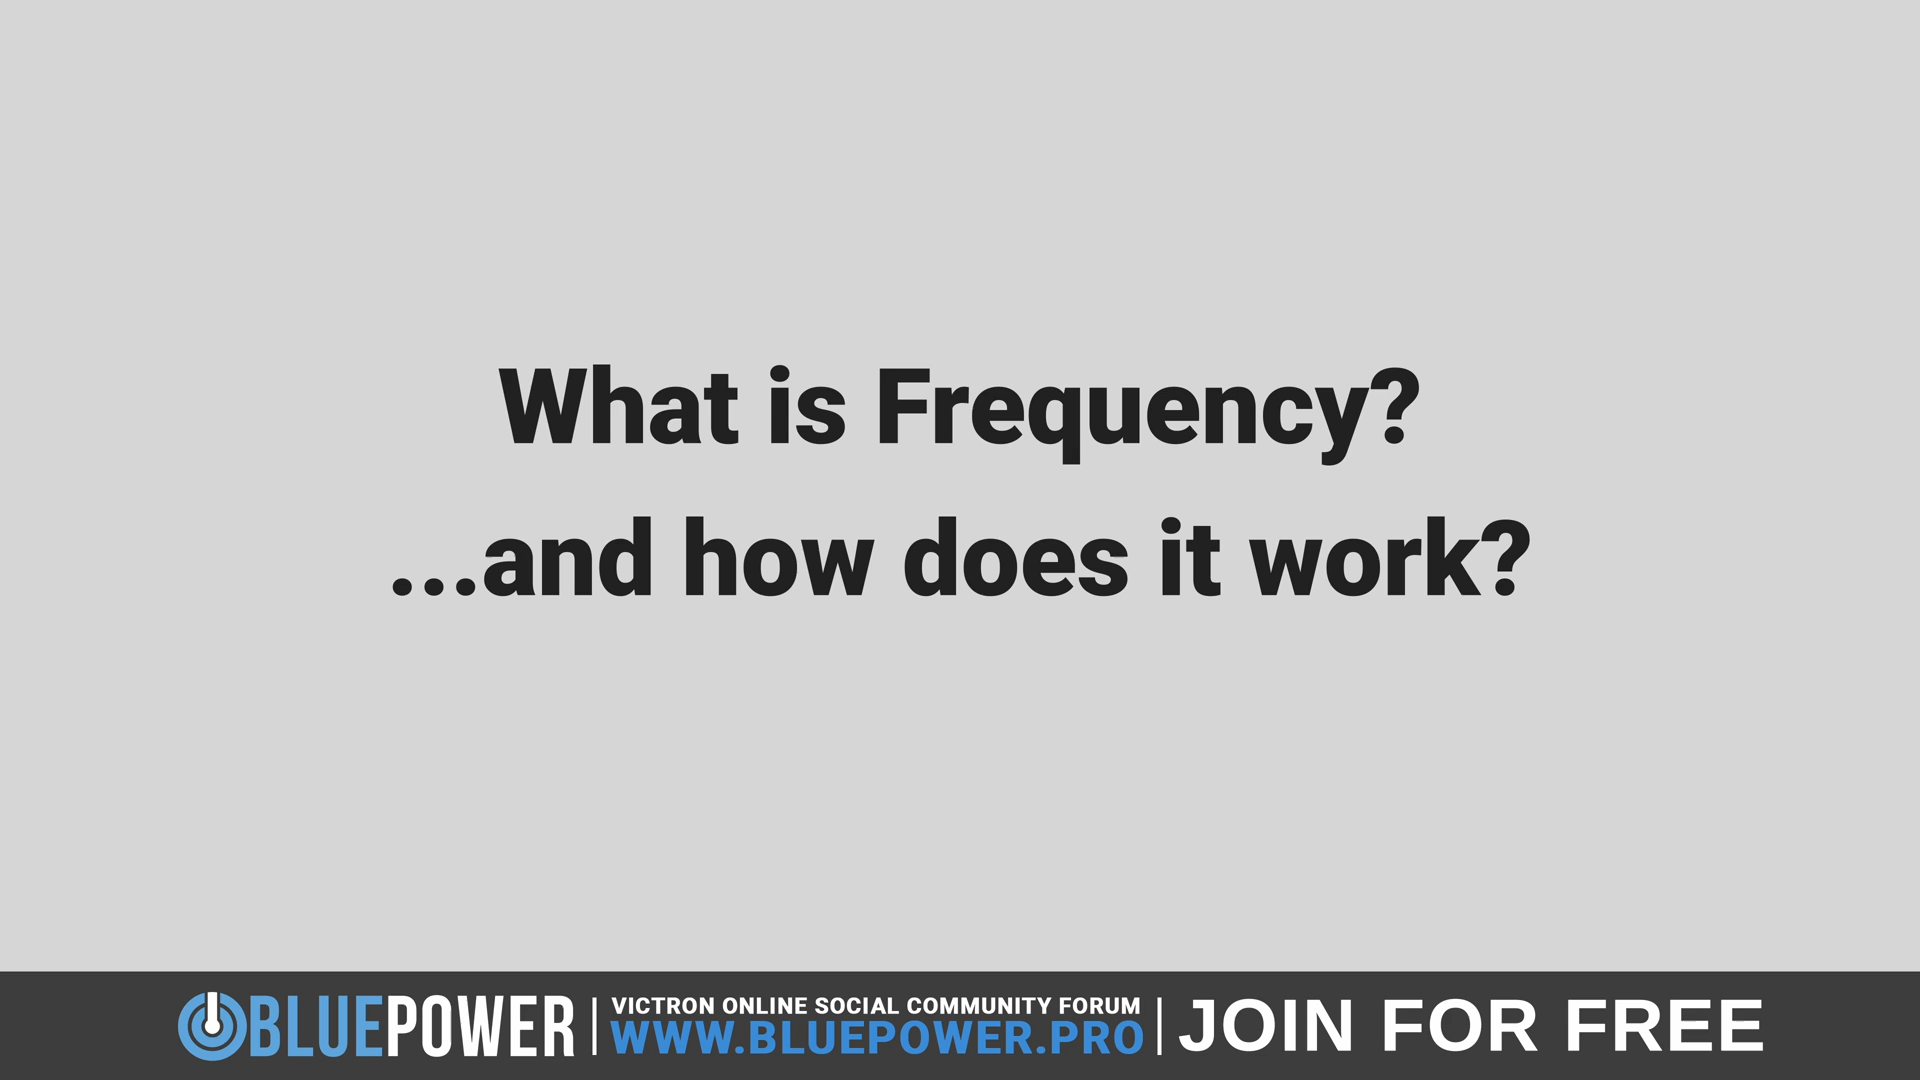 What is Frequency?
...and how does it work?
BLUEPOWER
VICTRON ONLINE SOCIAL COMMUNITY FORUM
WWW.BLUEPOWER.PRO
JOIN FOR FREE